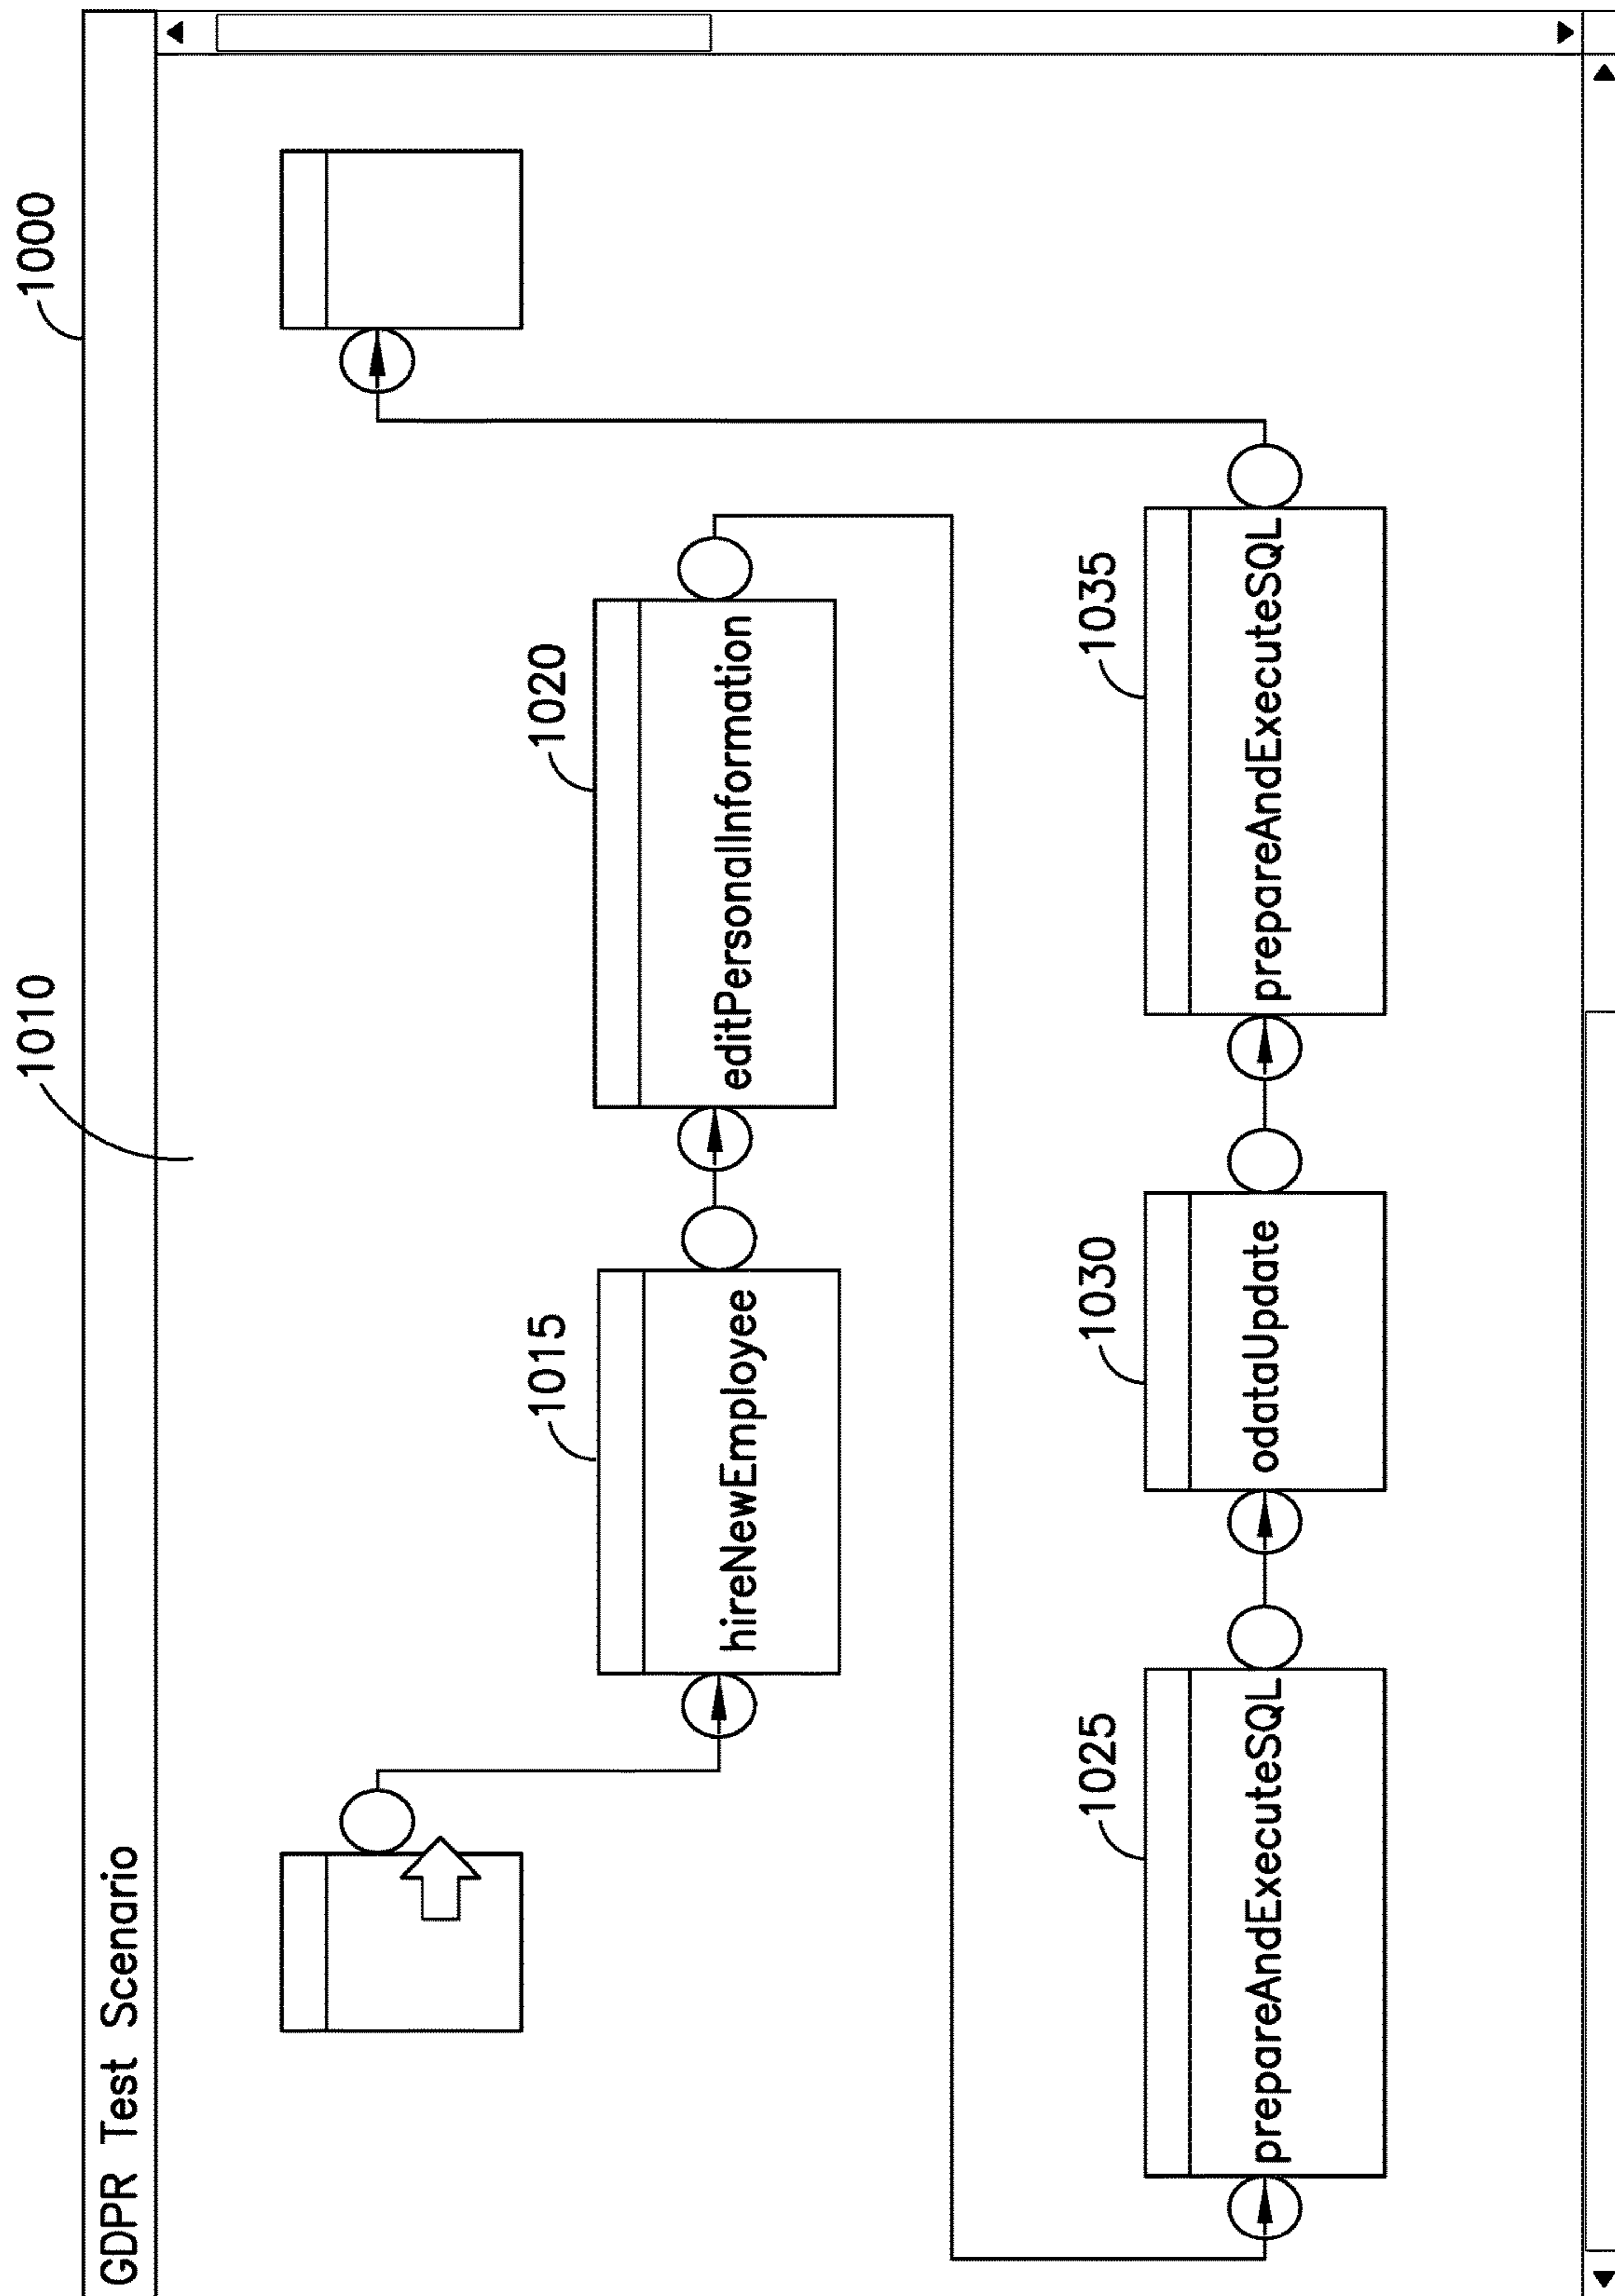 GDPR Test Scenario
1000
1010
1015
hireNewEmployee
1020
editPersonalInformation
1025
prepareAndExecuteSQL
1030
odataUpdate
1035
prepareAndExecuteSQL